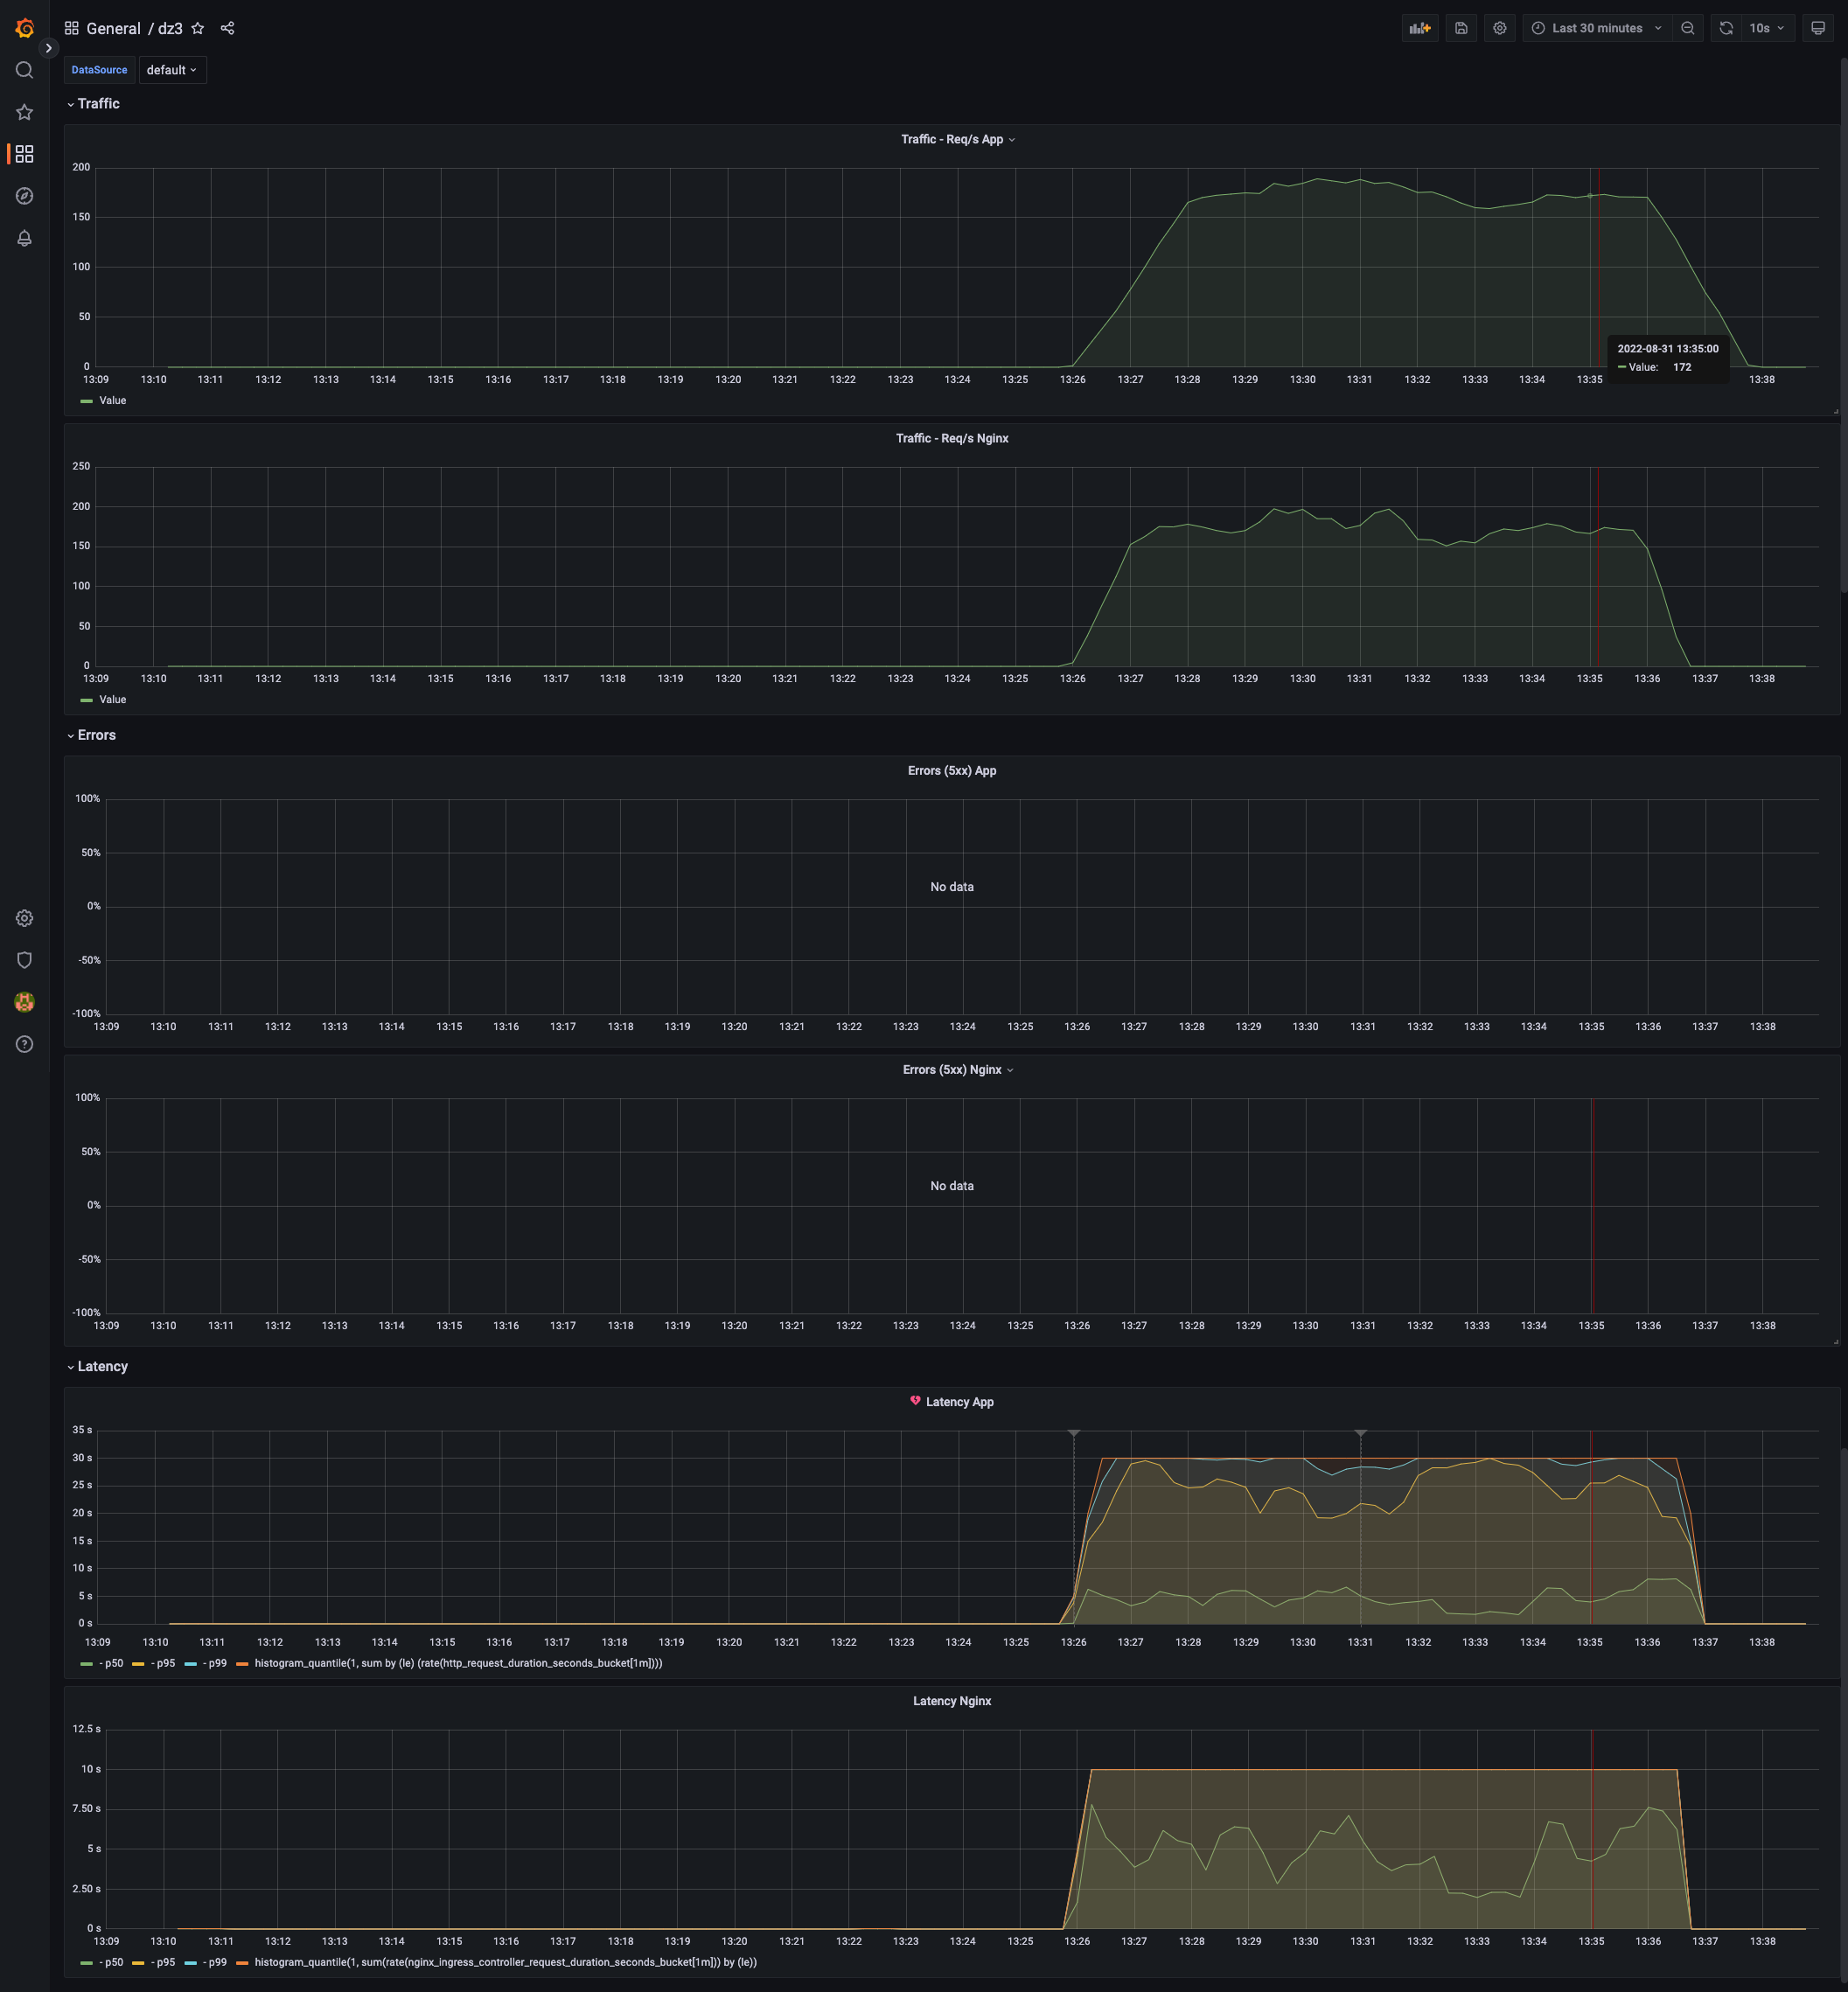 General / dz3
Last 30 minutes
10s
DataSource default
Traffic
Traffic - Req/s App
200
150
100
50
0
13:09 13:10 13:11 13:12 13:13 13:14 13:15 13:16 13:17 13:18 13:19 13:20 13:21 13:22 13:23 13:24 13:25 13:26 13:27 13:28 13:29 13:30 13:31 13:32 13:33 13:34 13:35 13:38
2022-08-31 13:35:00
Value: 172
Value
Traffic - Req/s Nginx
250
200
150
100
50
0
13:09 13:10 13:11 13:12 13:13 13:14 13:15 13:16 13:17 13:18 13:19 13:20 13:21 13:22 13:23 13:24 13:25 13:26 13:27 13:28 13:29 13:30 13:31 13:32 13:33 13:34 13:35 13:36 13:37 13:38
Value
Errors
Errors (5xx) App
100%
50%
No data
0%
-50%
-100%
13:09 13:10 13:11 13:12 13:13 13:14 13:15 13:16 13:17 13:18 13:19 13:20 13:21 13:22 13:23 13:24 13:25 13:26 13:27 13:28 13:29 13:30 13:31 13:32 13:33 13:34 13:35 13:36 13:37 13:38
Errors (5xx) Nginx
100%
50%
No data
0%
-50%
-100%
13:09 13:10 13:11 13:12 13:13 13:14 13:15 13:16 13:17 13:18 13:19 13:20 13:21 13:22 13:23 13:24 13:25 13:26 13:27 13:28 13:29 13:30 13:31 13:32 13:33 13:34 13:35 13:36 13:37 13:38
Latency
Latency App
35 s
30 s
25 s
20 s
15 s
10 s
5 s
0 s
13:09 13:10 13:11 13:12 13:13 13:14 13:15 13:16 13:17 13:18 13:19 13:20 13:21 13:22 13:23 13:24 13:25 13:26 13:27 13:28 13:29 13:30 13:31 13:32 13:33 13:34 13:35 13:36 13:37 13:38
- p50 - p95 - p99 histogram_quantile(1, sum by (le) (rate(http_request_duration_seconds_bucket[1m])))
Latency Nginx
12.5 s
10 s
7.50 s
5 s
2.50 s
0 s
13:09 13:10 13:11 13:12 13:13 13:14 13:15 13:16 13:17 13:18 13:19 13:20 13:21 13:22 13:23 13:24 13:25 13:26 13:27 13:28 13:29 13:30 13:31 13:32 13:33 13:34 13:35 13:36 13:37 13:38
- p50 - p95 - p99 histogram_quantile(1, sum(rate(nginx_ingress_controller_request_duration_seconds_bucket[1m])) by (le))